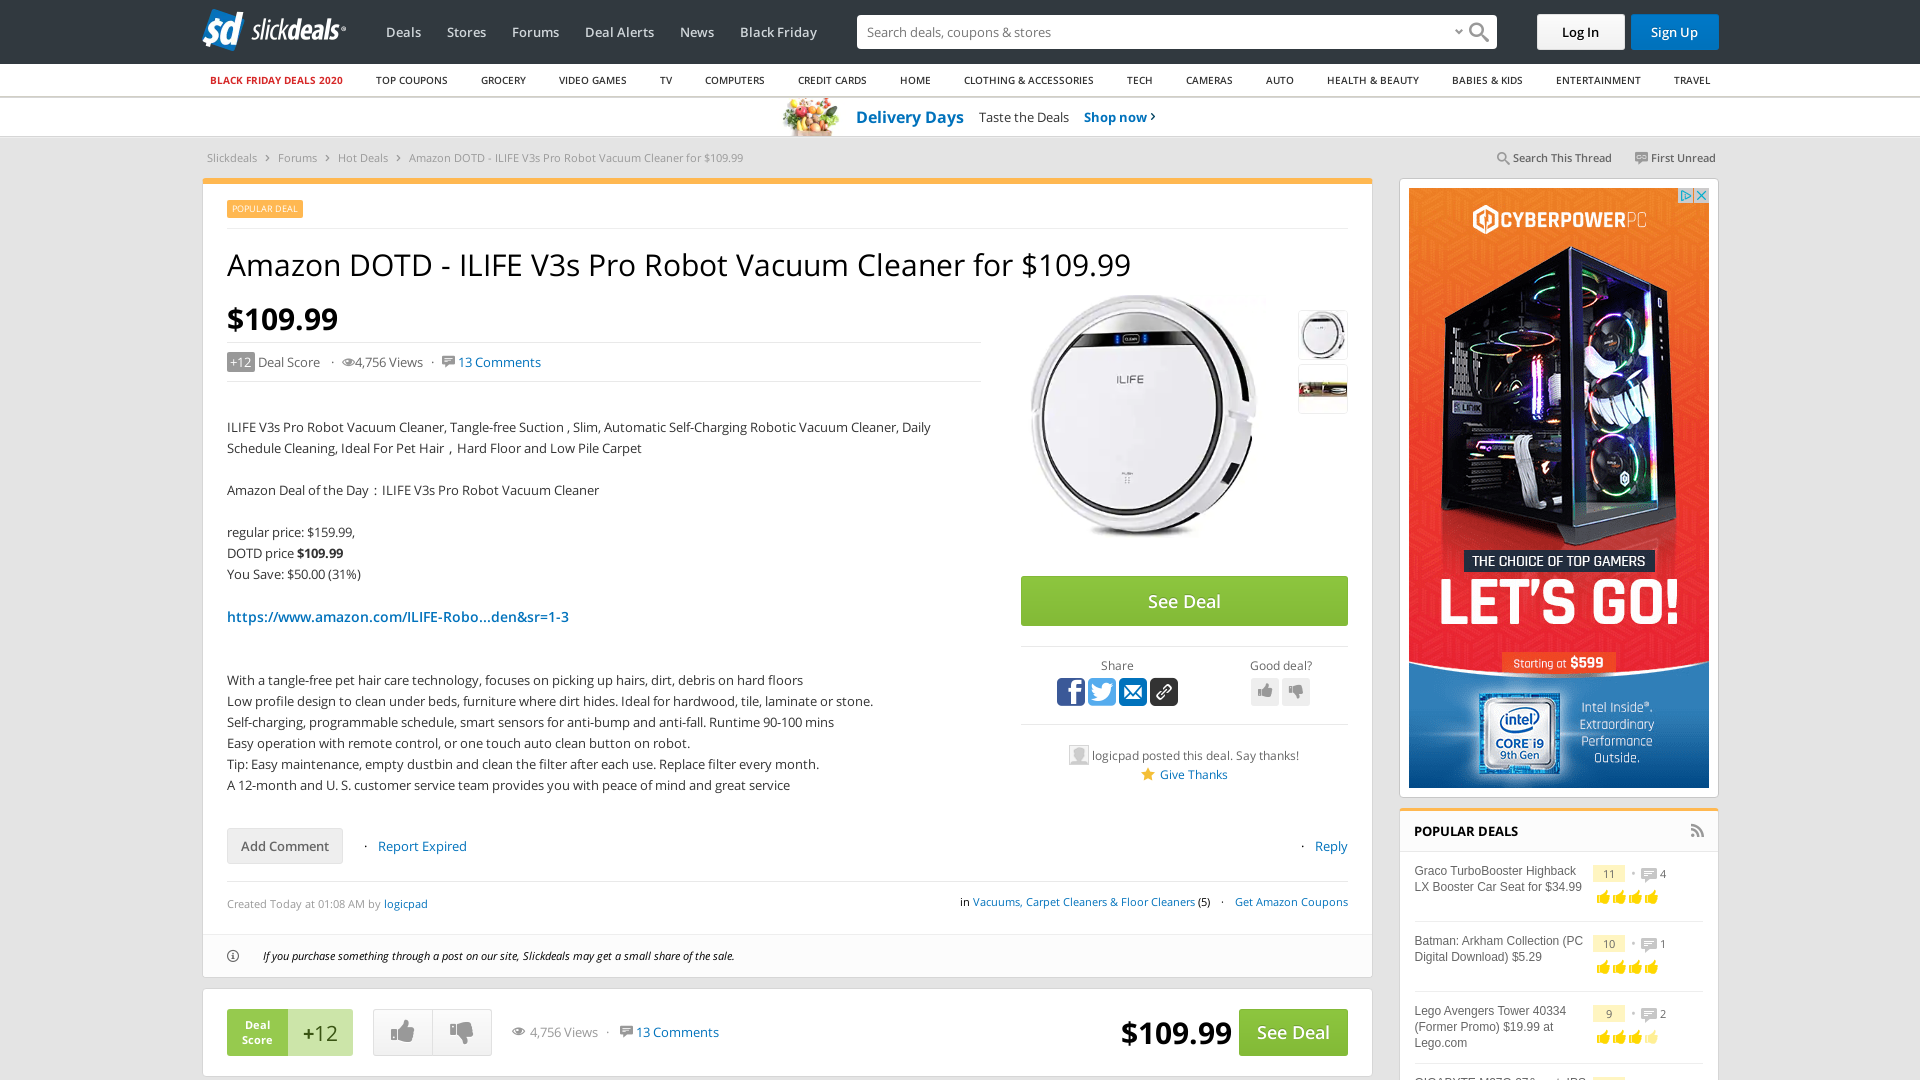 slickdeals
Deals
Stores
Forums
Deal Alerts
News
Black Friday
Search deals, coupons & stores
Log In
Sign Up
BLACK FRIDAY DEALS 2020
TOP COUPONS
GROCERY
VIDEO GAMES
TV
COMPUTERS
CREDIT CARDS
HOME
CLOTHING & ACCESSORIES
TECH
CAMERAS
AUTO
HEALTH & BEAUTY
BABIES & KIDS
ENTERTAINMENT
TRAVEL
Delivery Days Taste the Deals Shop now ›
Slickdeals › Forums › Hot Deals › Amazon DOTD - ILIFE V3s Pro Robot Vacuum Cleaner for $109.99
Search This Thread
First Unread
POPULAR DEAL
Amazon DOTD - ILIFE V3s Pro Robot Vacuum Cleaner for $109.99
$109.99
+12 Deal Score · 4,756 Views · 13 Comments
ILIFE V3s Pro Robot Vacuum Cleaner, Tangle-free Suction , Slim, Automatic Self-Charging Robotic Vacuum Cleaner, Daily
Schedule Cleaning, Ideal For Pet Hair，Hard Floor and Low Pile Carpet
Amazon Deal of the Day：ILIFE V3s Pro Robot Vacuum Cleaner
regular price: $159.99,
DOTD price $109.99
You Save: $50.00 (31%)
https://www.amazon.com/ILIFE-Robo...den&sr=1-3
With a tangle-free pet hair care technology, focuses on picking up hairs, dirt, debris on hard floors
Low profile design to clean under beds, furniture where dirt hides. Ideal for hardwood, tile, laminate or stone.
Self-charging, programmable schedule, smart sensors for anti-bump and anti-fall. Runtime 90-100 mins
Easy operation with remote control, or one touch auto clean button on robot.
Tip: Easy maintenance, empty dustbin and clean the filter after each use. Replace filter every month.
A 12-month and U. S. customer service team provides you with peace of mind and great service
CLEAN
ILIFE
PUSH
See Deal
Share
Good deal?
logicpad posted this deal. Say thanks!
Give Thanks
Add Comment
· Report Expired
· Reply
Created Today at 01:08 AM by logicpad
in Vacuums, Carpet Cleaners & Floor Cleaners (5) · Get Amazon Coupons
If you purchase something through a post on our site, Slickdeals may get a small share of the sale.
Deal
Score
+12
4,756 Views · 13 Comments
$109.99
See Deal
CYBERPOWERPC
THE CHOICE OF TOP GAMERS
LET'S GO!
Starting at $599
intel
CORE i9
9th Gen
Intel Inside®.
Extraordinary
Performance
Outside.
POPULAR DEALS
Graco TurboBooster Highback
LX Booster Car Seat for $34.99
11 • 4
Batman: Arkham Collection (PC
Digital Download) $5.29
10 • 1
Lego Avengers Tower 40334
(Former Promo) $19.99 at
Lego.com
9 • 2